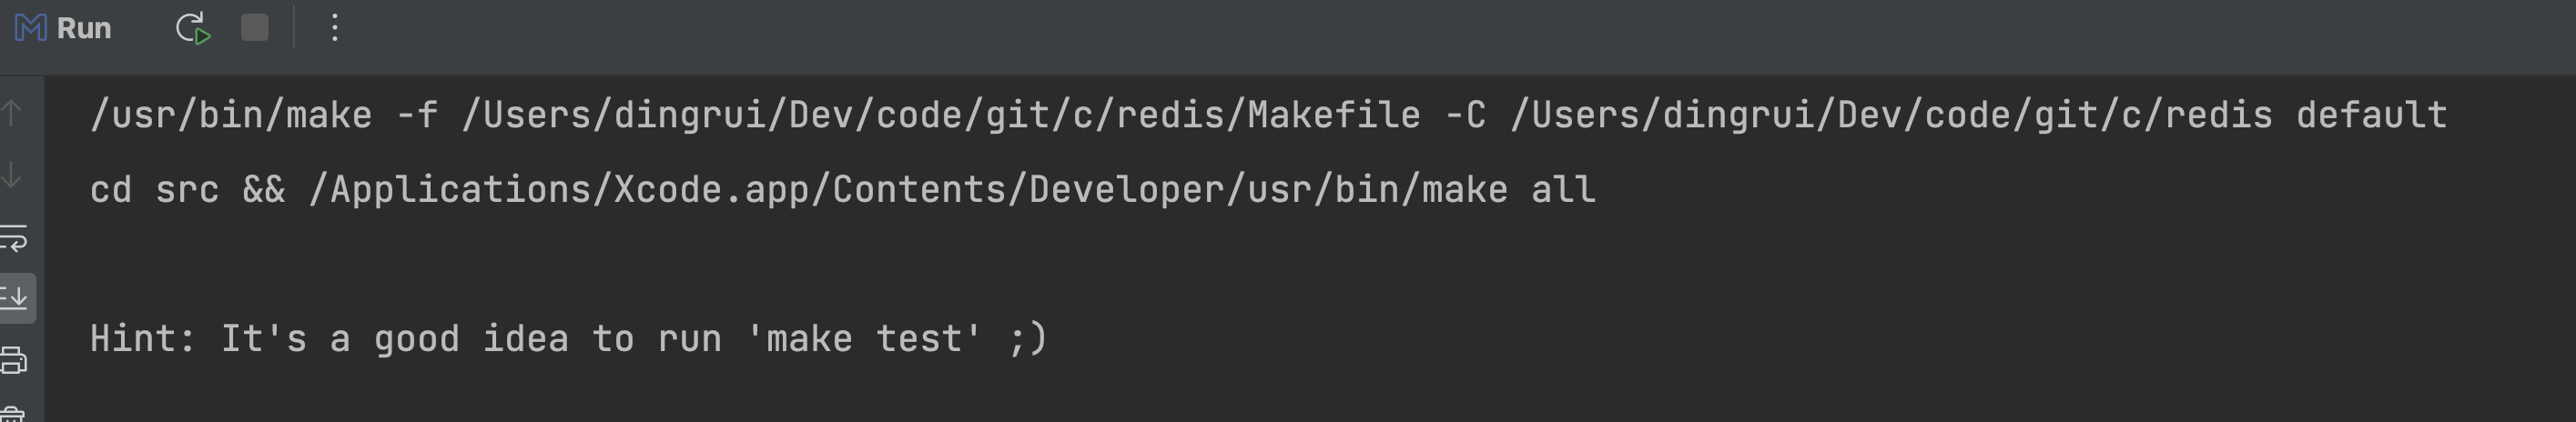 Run
/usr/bin/make -f /Users/dingrui/Dev/code/git/c/redis/Makefile -C /Users/dingrui/Dev/code/git/c/redis default
cd src && /Applications/Xcode.app/Contents/Developer/usr/bin/make all
Hint: It's a good idea to run 'make test' ;)